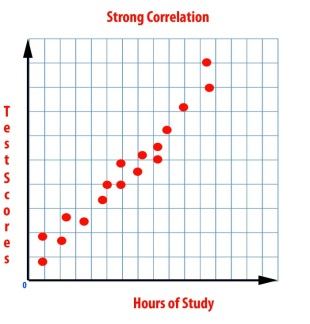 Strong Correlation
Test Scores
0
Hours of Study